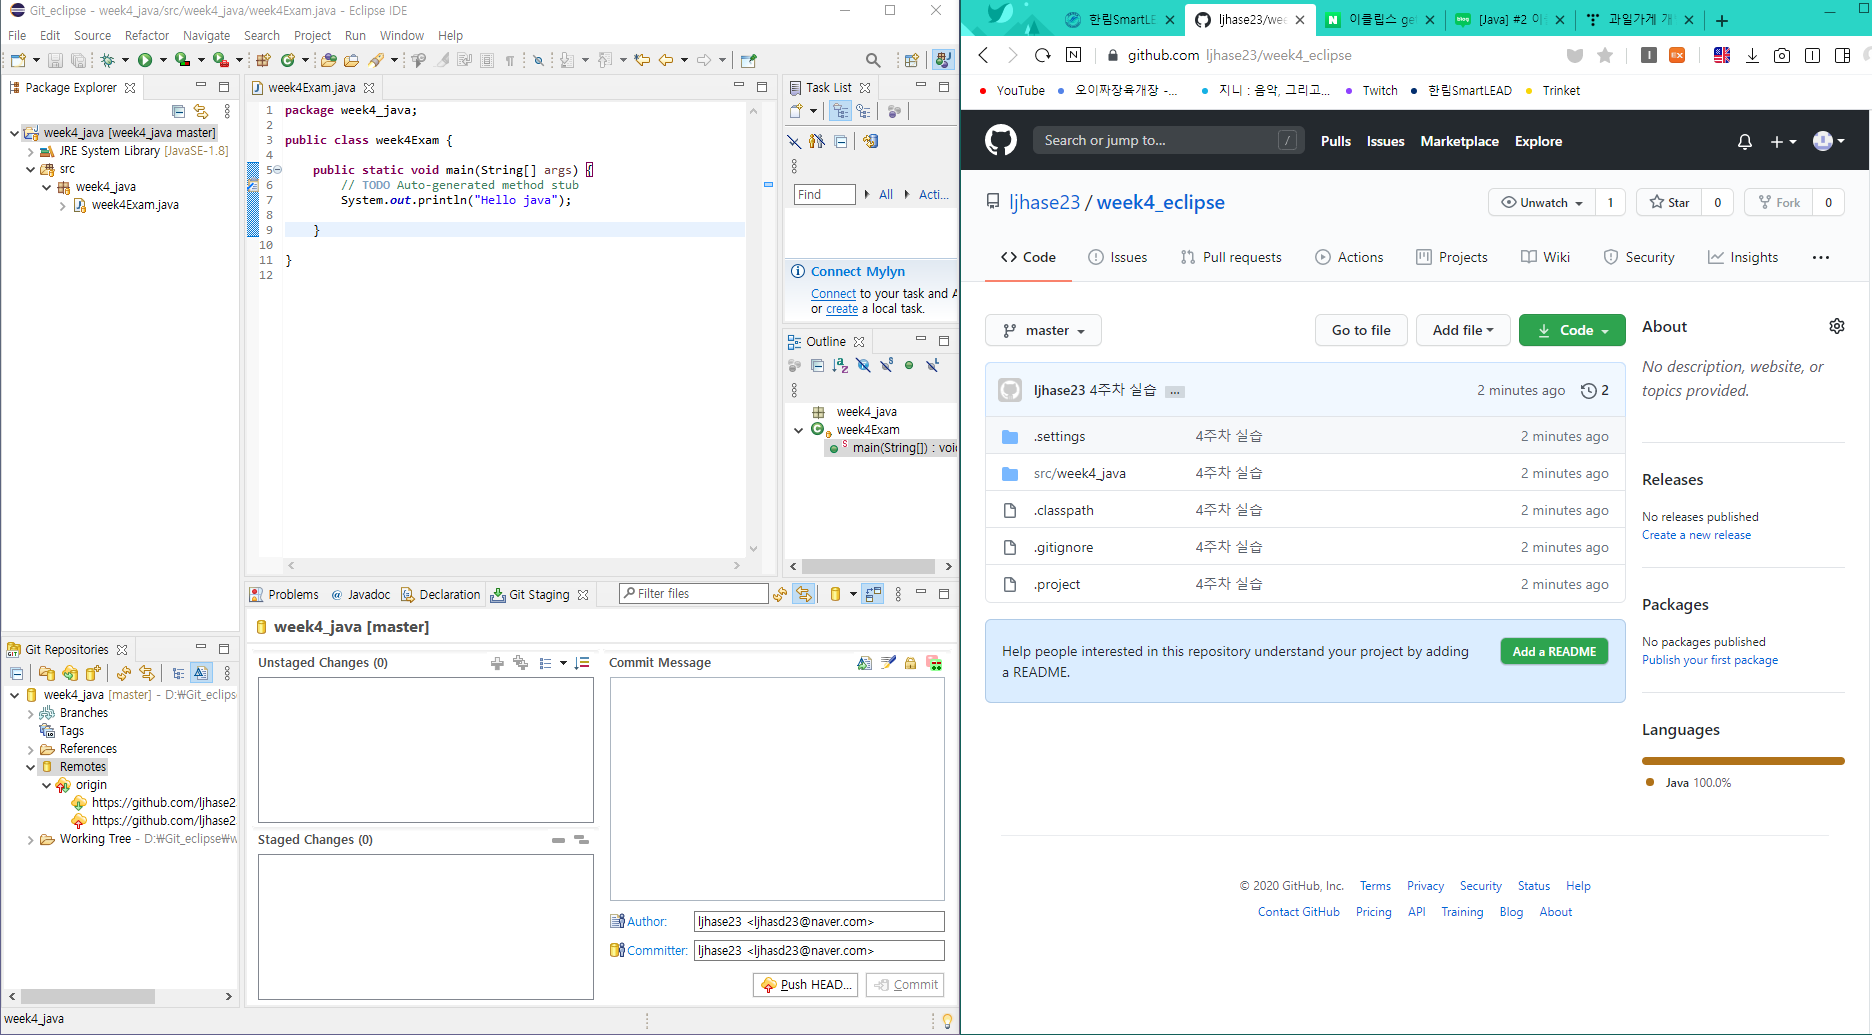 Git_eclipse - week4_java/src/week4_java/week4Exam.java - Eclipse IDE
File Edit Source Refactor Navigate Search Project Run Window Help
Package Explorer
week4_java [week4_java master]
JRE System Library [JavaSE-1.8]
src
week4_java
week4Exam.java
week4Exam.java
1 package week4_java;
2
3 public class week4Exam {
4
5 public static void main(String[] args) {
6 // TODO Auto-generated method stub
7 System.out.println("Hello java");
8
9 }
10
11 }
12
Task List
Find All Acti...
Connect Mylyn
Connect to your task and A
or create a local task.
Outline
week4_java
week4Exam
main(String[]) : voi
Git Repositories
week4_java [master] - D:₩Git_eclips
Branches
Tags
References
Remotes
origin
https://github.com/ljhase2
https://github.com/ljhase2
Working Tree - D:₩Git_eclipse₩w
Problems @ Javadoc Declaration Git Staging
Filter files
week4_java [master]
Unstaged Changes (0)
Staged Changes (0)
Commit Message
Author: ljhase23 <ljhasd23@naver.com>
Committer: ljhase23 <ljhasd23@naver.com>
Push HEAD... Commit
week4_java
한림SmartLE ljhase23/wee 이클립스 ge [Java] #2 이 과일가게 개
github.com ljhase23/week4_eclipse
YouTube 오이짜장육개장 -... 지니 : 음악, 그리고... Twitch 한림SmartLEAD Trinket
Search or jump to... / Pulls Issues Marketplace Explore
ljhase23 / week4_eclipse
Unwatch 1 Star 0 Fork 0
Code Issues Pull requests Actions Projects Wiki Security Insights
master Go to file Add file Code
ljhase23 4주차 실습 ... 2 minutes ago 2
.settings 4주차 실습 2 minutes ago
src/week4_java 4주차 실습 2 minutes ago
.classpath 4주차 실습 2 minutes ago
.gitignore 4주차 실습 2 minutes ago
.project 4주차 실습 2 minutes ago
Help people interested in this repository understand your project by adding
a README.
Add a README
About
No description, website, or
topics provided.
Releases
No releases published
Create a new release
Packages
No packages published
Publish your first package
Languages
Java 100.0%
© 2020 GitHub, Inc. Terms Privacy Security Status Help
Contact GitHub Pricing API Training Blog About